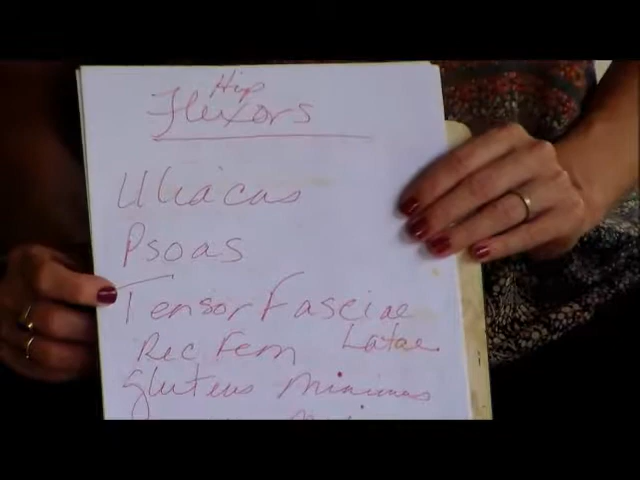 Hip
Flexors
Iliacus
Psoas
Tensor Fasciae
Latae
Rec Fem
Gluteus Minimus